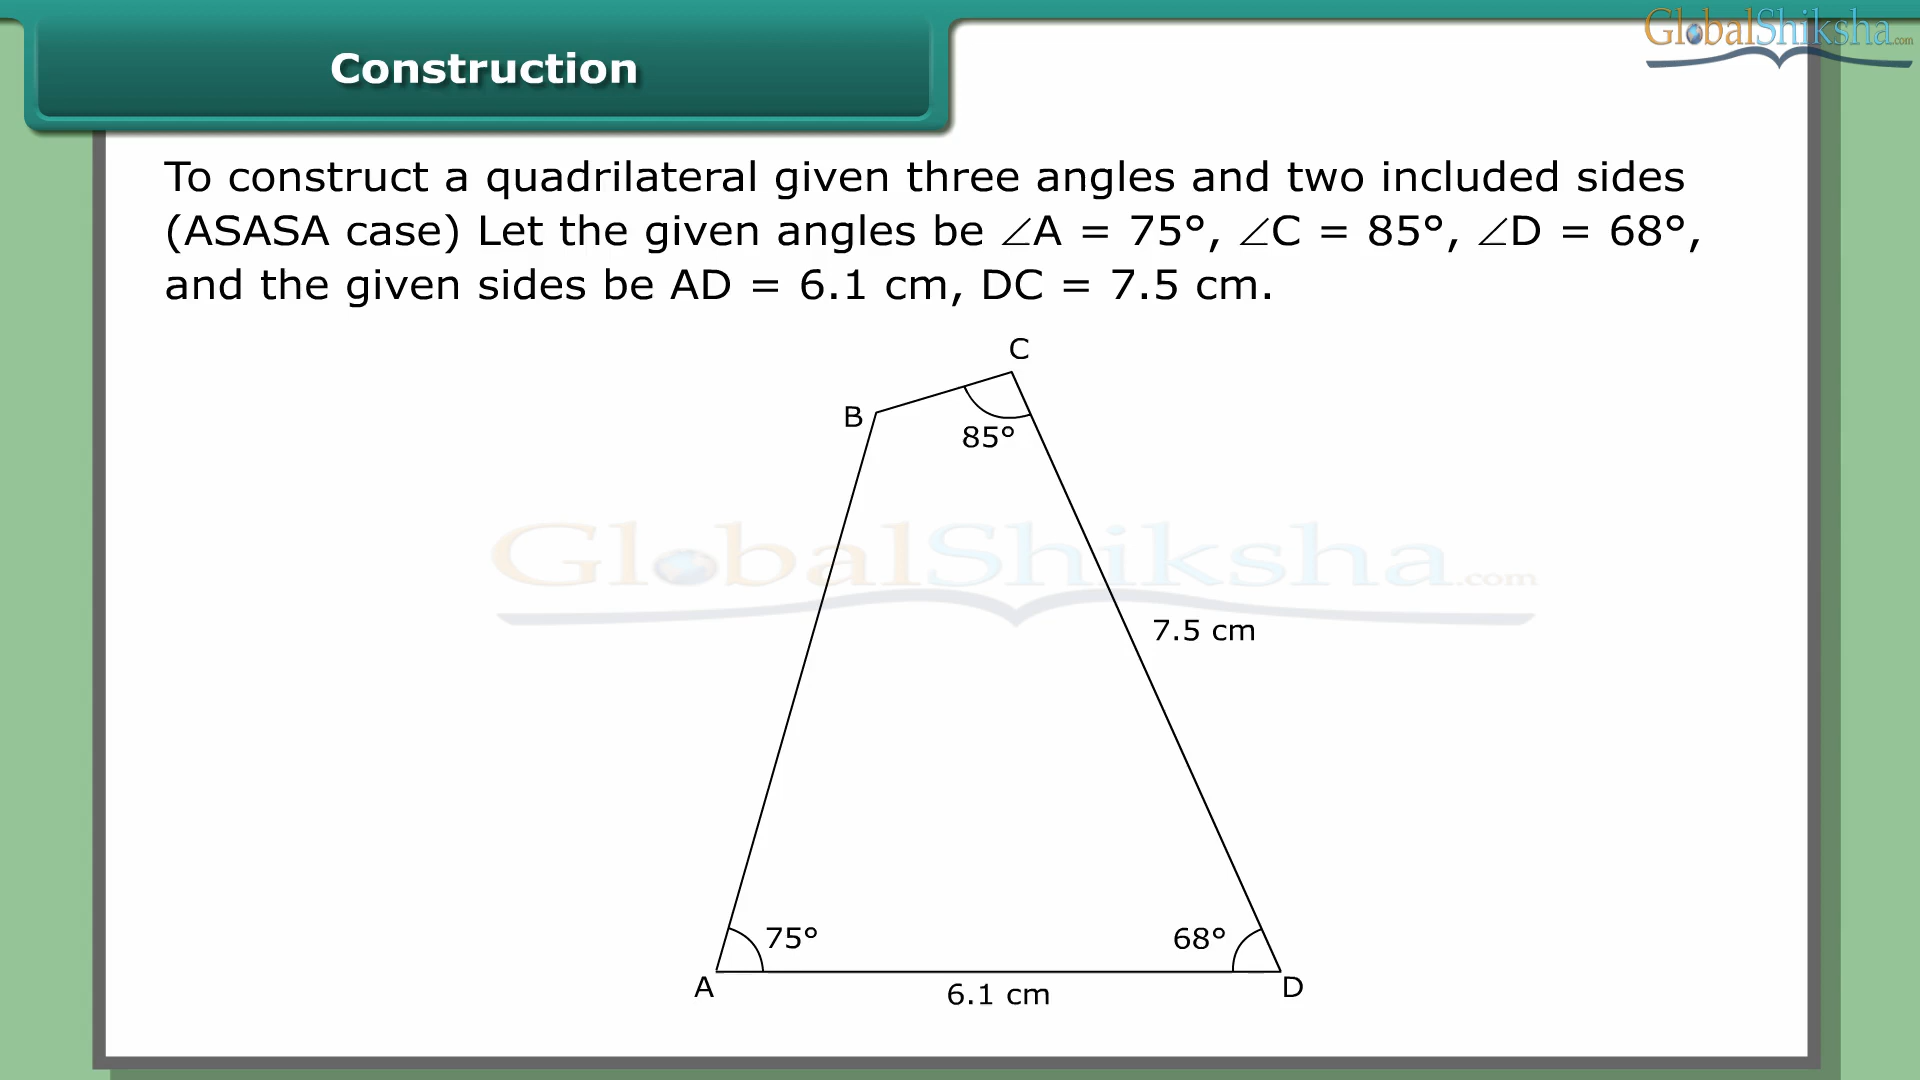 GlobalShiksha.com
Construction
To construct a quadrilateral given three angles and two included sides
(ASASA case) Let the given angles be ∠A = 75°, ∠C = 85°, ∠D = 68°,
and the given sides be AD = 6.1 cm, DC = 7.5 cm.
C
B
85°
GlobalShiksha.com
7.5 cm
75°
68°
A
6.1 cm
D